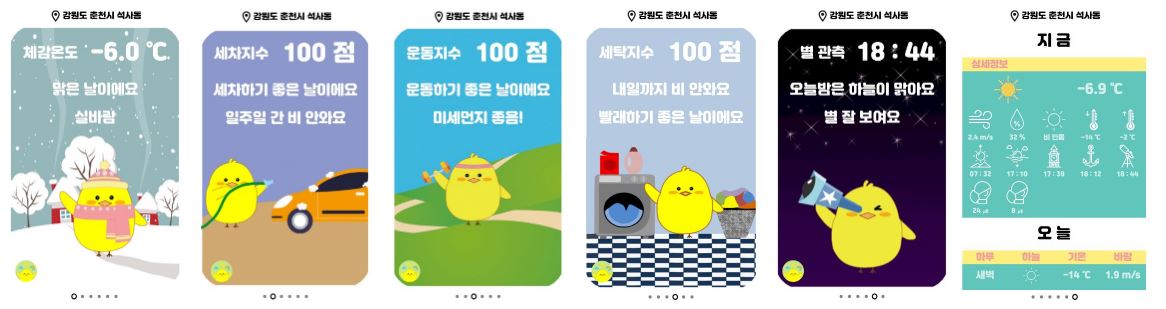 강원도 춘천시 석사동
체감온도 -6.0 ℃
맑은 날이에요
실바람
강원도 춘천시 석사동
세차지수 100 점
세차하기 좋은 날이에요
일주일 간 비 안와요
강원도 춘천시 석사동
운동지수 100 점
운동하기 좋은 날이에요
미세먼지 좋음!
강원도 춘천시 석사동
세탁지수 100 점
내일까지 비 안와요
빨래하기 좋은 날이에요
강원도 춘천시 석사동
별 관측 18 : 44
오늘밤은 하늘이 맑아요
별 잘 보여요
강원도 춘천시 석사동
지금
상세정보
-6.9 ℃
2.4 m/s 32 % 비 안옴 -14 ℃ -2 ℃
07 : 32 17 : 10 17 : 39 18 : 12 18 : 44
24 ㎍ 8 ㎍
오늘
하루 하늘 기온 바람
새벽 -14 ℃ 1.9 m/s